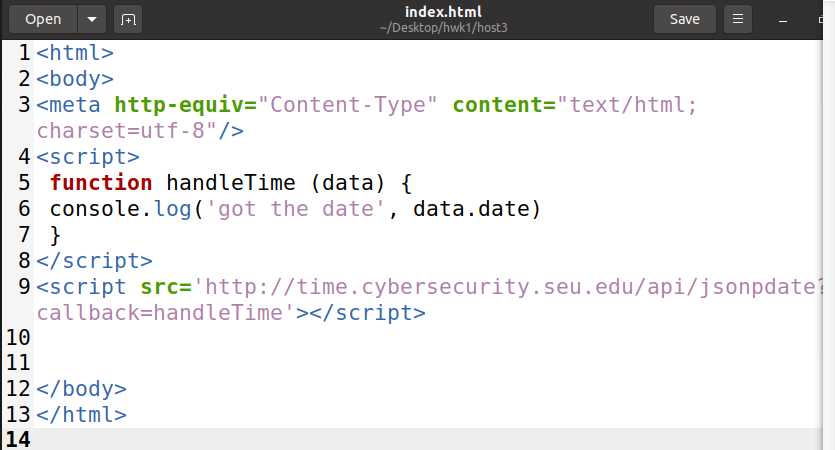 Open
index.html
~/Desktop/hwk1/host3
Save
1 <html>
2 <body>
3 <meta http-equiv="Content-Type" content="text/html;
charset=utf-8"/>
4 <script>
5  function handleTime (data) {
6 console.log('got the date', data.date)
7  }
8 </script>
9 <script src='http://time.cybersecurity.seu.edu/api/jsonpdate?
callback=handleTime'></script>
10
11
12 </body>
13 </html>
14